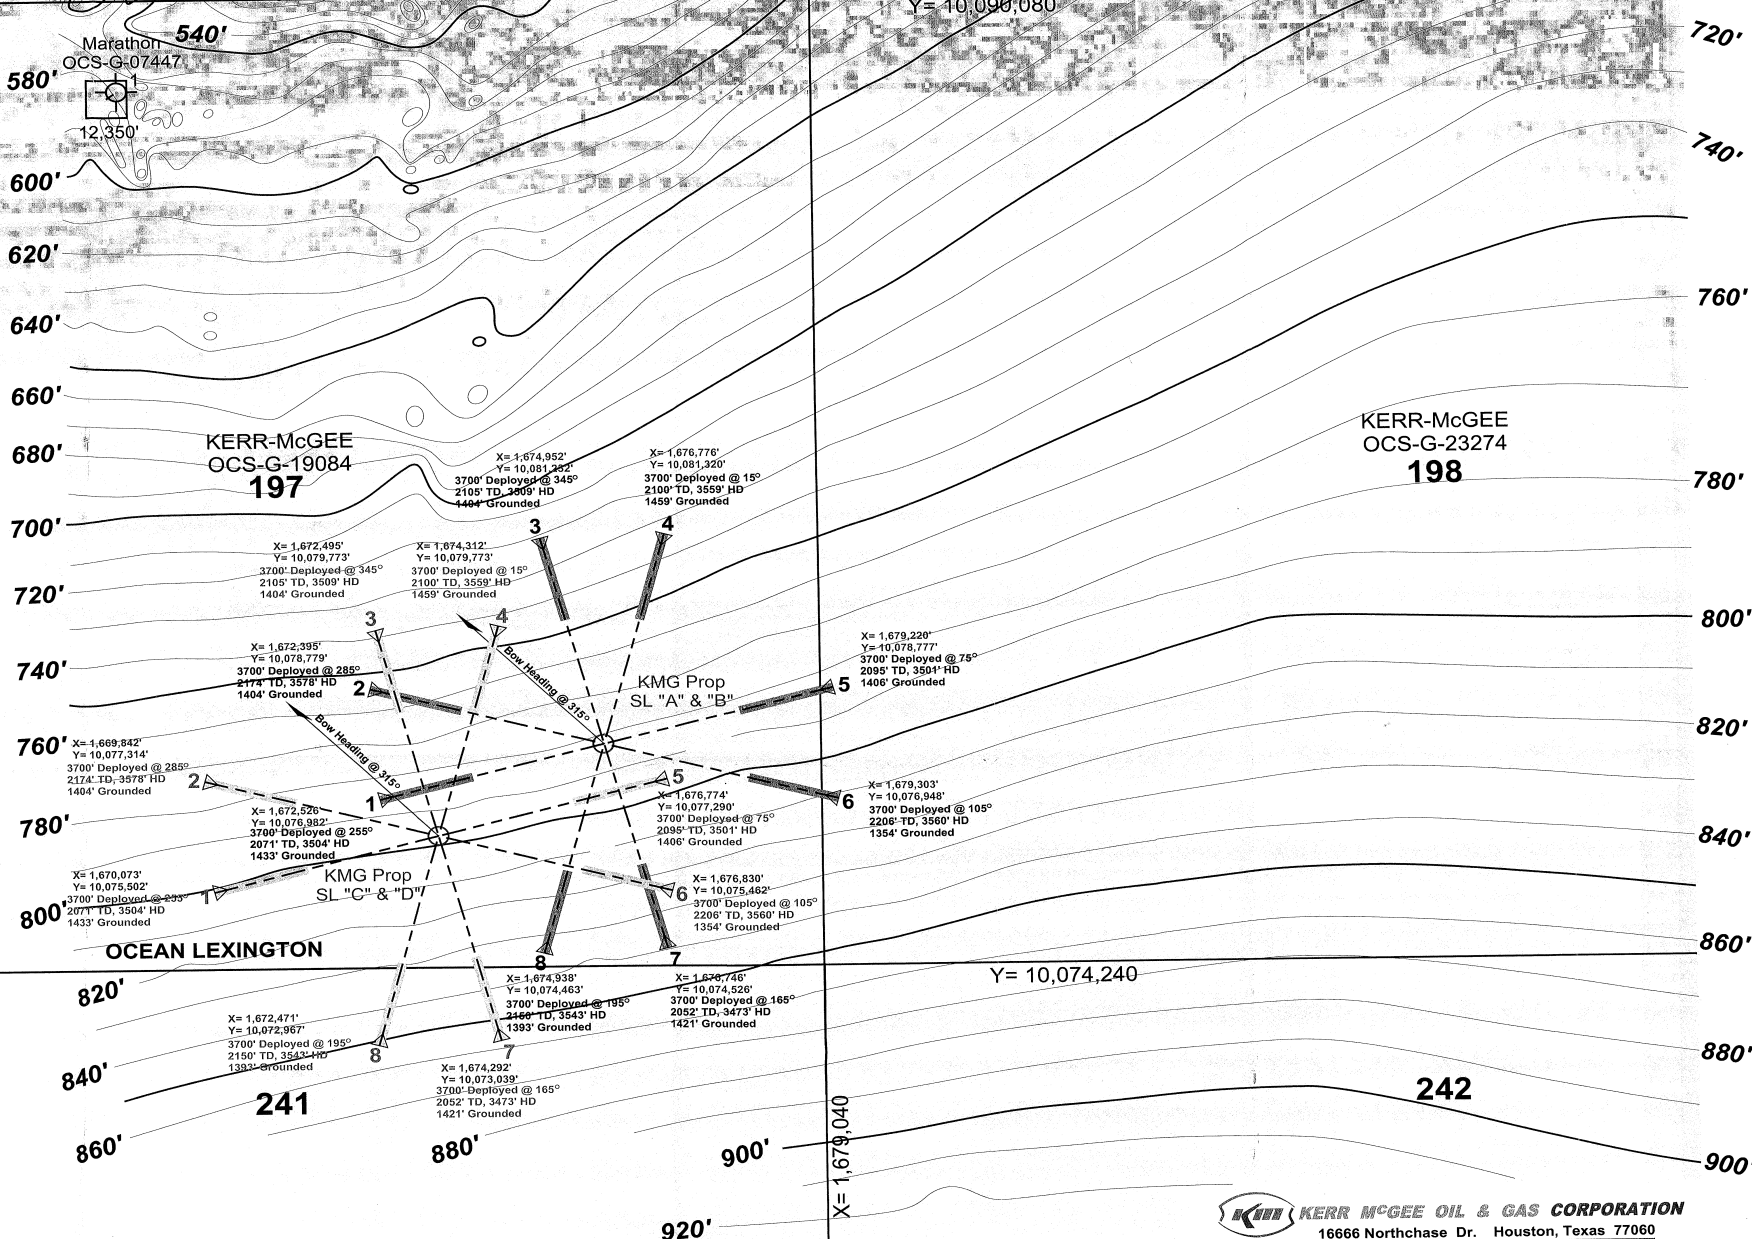 Y= 10,090,080
540'
Marathon
OCS-G-07447
580'
1
12,350'
600'
620'
640'
660'
680'
700'
720'
740'
760'
780'
800'
820'
840'
860'
880'
900'
920'
720'
740'
760'
780'
800'
820'
840'
860'
880'
900'
KERR-McGEE
OCS-G-19084
197
KERR-McGEE
OCS-G-23274
198
X= 1,674,952'
Y= 10,081,232'
3700' Deployed @ 345°
2105' TD, 3509' HD
1404' Grounded
3
X= 1,676,776'
Y= 10,081,320'
3700' Deployed @ 15°
2100' TD, 3559' HD
1459' Grounded
4
X= 1,672,495'
Y= 10,079,773'
3700' Deployed @ 345°
2105' TD, 3509' HD
1404' Grounded
3
X= 1,674,312'
Y= 10,079,773'
3700' Deployed @ 15°
2100' TD, 3559' HD
1459' Grounded
4
X= 1,672,395'
Y= 10,078,779'
3700' Deployed @ 285°
2174' TD, 3578' HD
1404' Grounded
2
Bow Heading @ 315°
KMG Prop
SL "A" & "B"
X= 1,679,220'
Y= 10,078,777'
3700' Deployed @ 75°
2095' TD, 3501' HD
1406' Grounded
5
X= 1,669,842'
Y= 10,077,314'
3700' Deployed @ 285°
2174' TD, 3578' HD
1404' Grounded
2
Bow Heading @ 315°
1
X= 1,672,526'
Y= 10,076,982'
3700' Deployed @ 255°
2071' TD, 3504' HD
1433' Grounded
5
X= 1,676,774'
Y= 10,077,290'
3700' Deployed @ 75°
2095' TD, 3501' HD
1406' Grounded
6
X= 1,679,303'
Y= 10,076,948'
3700' Deployed @ 105°
2206' TD, 3560' HD
1354' Grounded
X= 1,670,073'
Y= 10,075,502'
3700' Deployed @
2071' TD, 3504' HD
1433' Grounded
1
KMG Prop
SL "C" & "D"
6
X= 1,676,830'
Y= 10,075,462'
3700' Deployed @ 105°
2206' TD, 3560' HD
1354' Grounded
OCEAN LEXINGTON
8
7
Y= 10,074,240
X= 1,674,938'
Y= 10,074,463'
3700' Deployed @ 195°
2150' TD, 3543' HD
1393' Grounded
X= 1,676,746'
Y= 10,074,526'
3700' Deployed @ 165°
2052' TD, 3473' HD
1421' Grounded
X= 1,672,471'
Y= 10,072,967'
3700' Deployed @ 195°
2150' TD, 3543' HD
1393' Grounded
8
7
X= 1,674,292'
Y= 10,073,039'
3700' Deployed @ 165°
2052' TD, 3473' HD
1421' Grounded
241
242
X= 1,679,040
KERR McGEE OIL & GAS CORPORATION
16666 Northchase Dr. Houston, Texas 77060